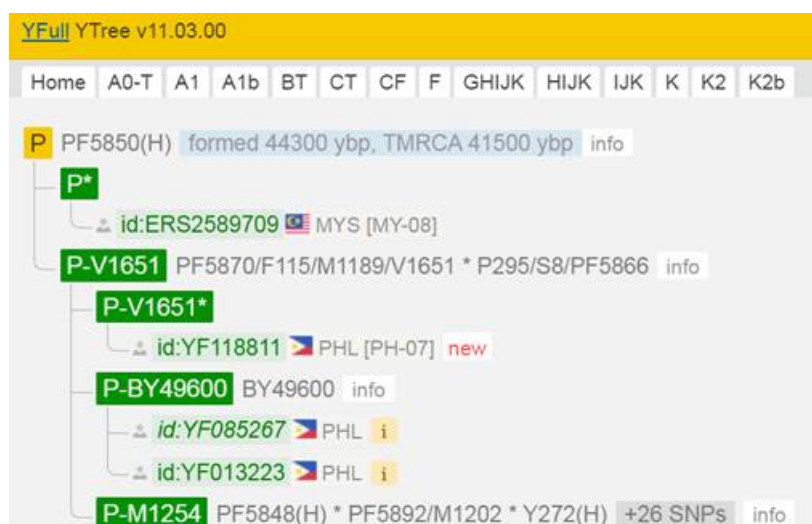 YFull YTree v11.03.00
Home A0-T A1 A1b BT CT CF F GHIJK HIJK IJK K K2 K2b
P PF5850(H) formed 44300 ybp, TMRCA 41500 ybp info
P*
id:ERS2589709 MYS [MY-08]
P-V1651 PF5870/F115/M1189/V1651 * P295/S8/PF5866 info
P-V1651*
id:YF118811 PHL [PH-07] new
P-BY49600 BY49600 info
id:YF085267 PHL i
id:YF013223 PHL i
P-M1254 PF5848(H) * PF5892/M1202 * Y272(H) +26 SNPs info